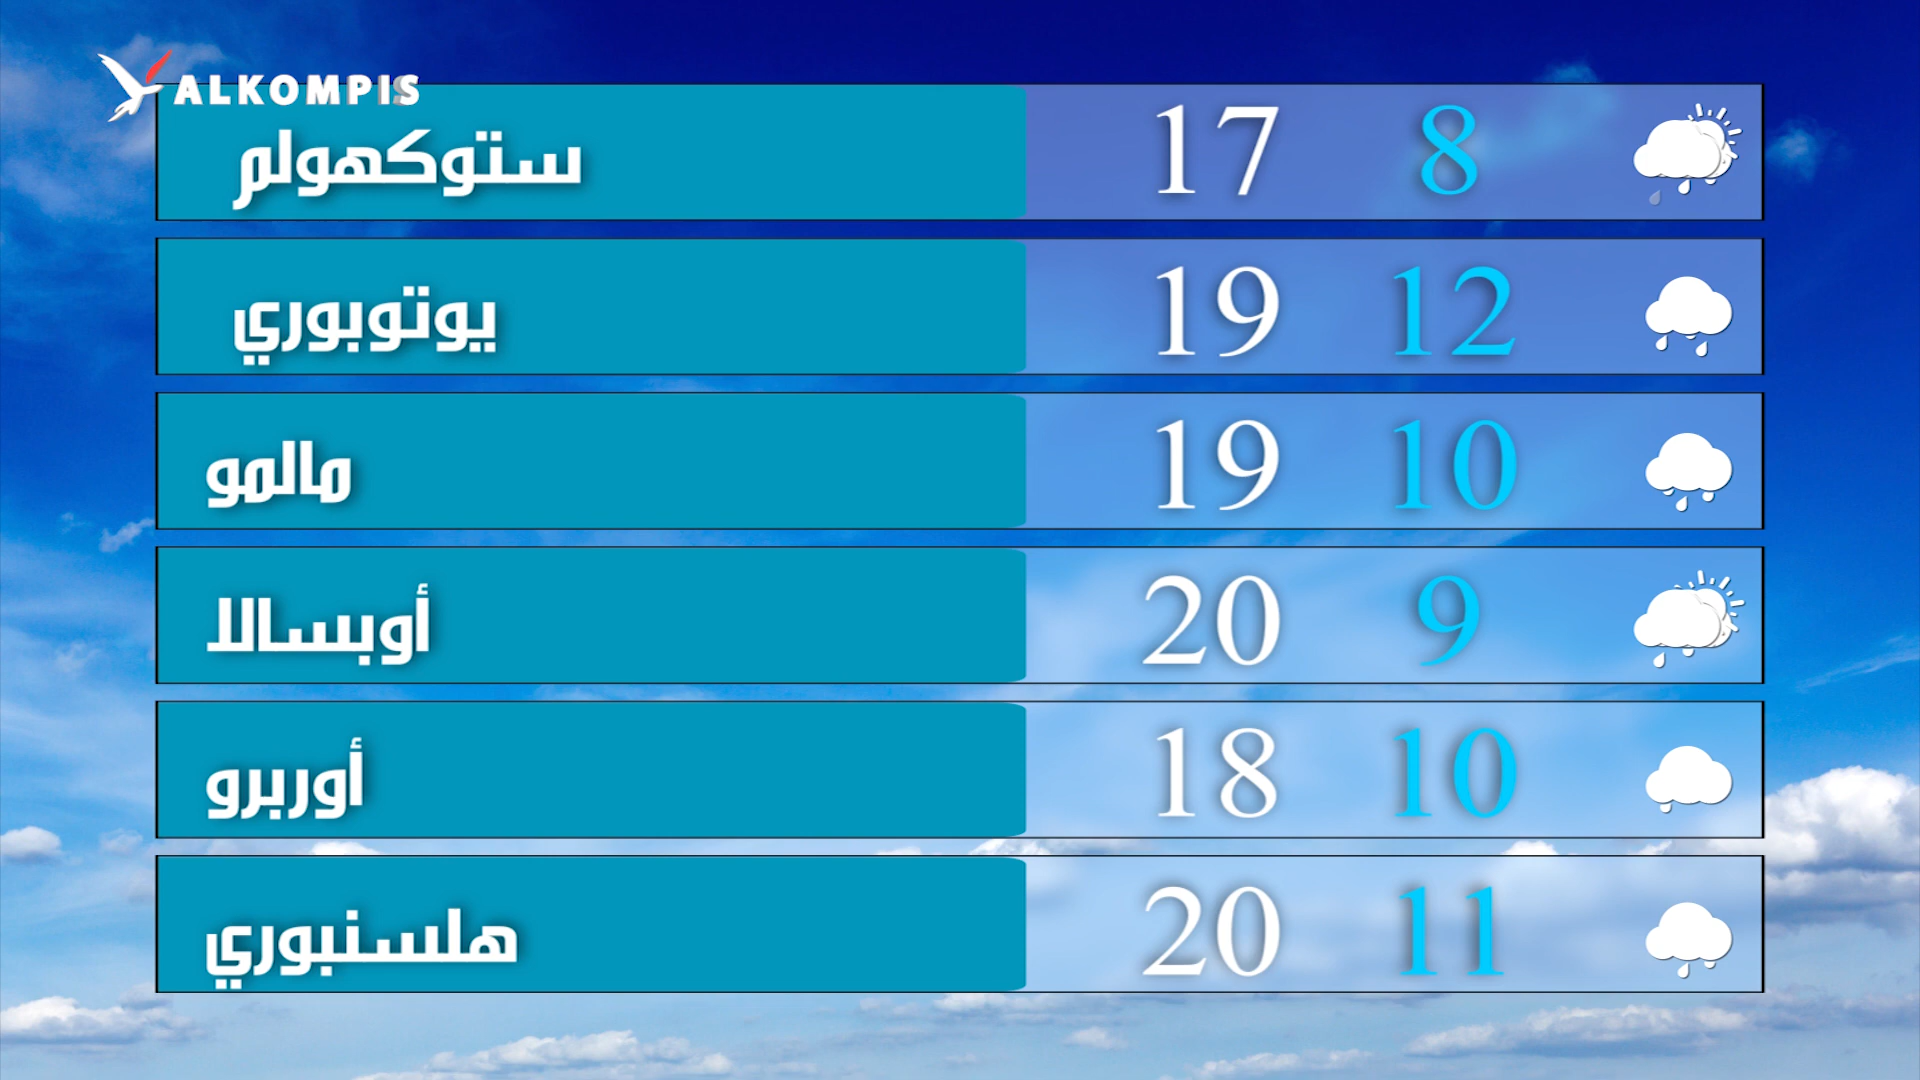 ALKOMPIS
ستوكهولم 17 8
يوتوبوري 19 12
مالمو 19 10
أوبسالا 20 9
أوربرو 18 10
هلسنبوري 20 11